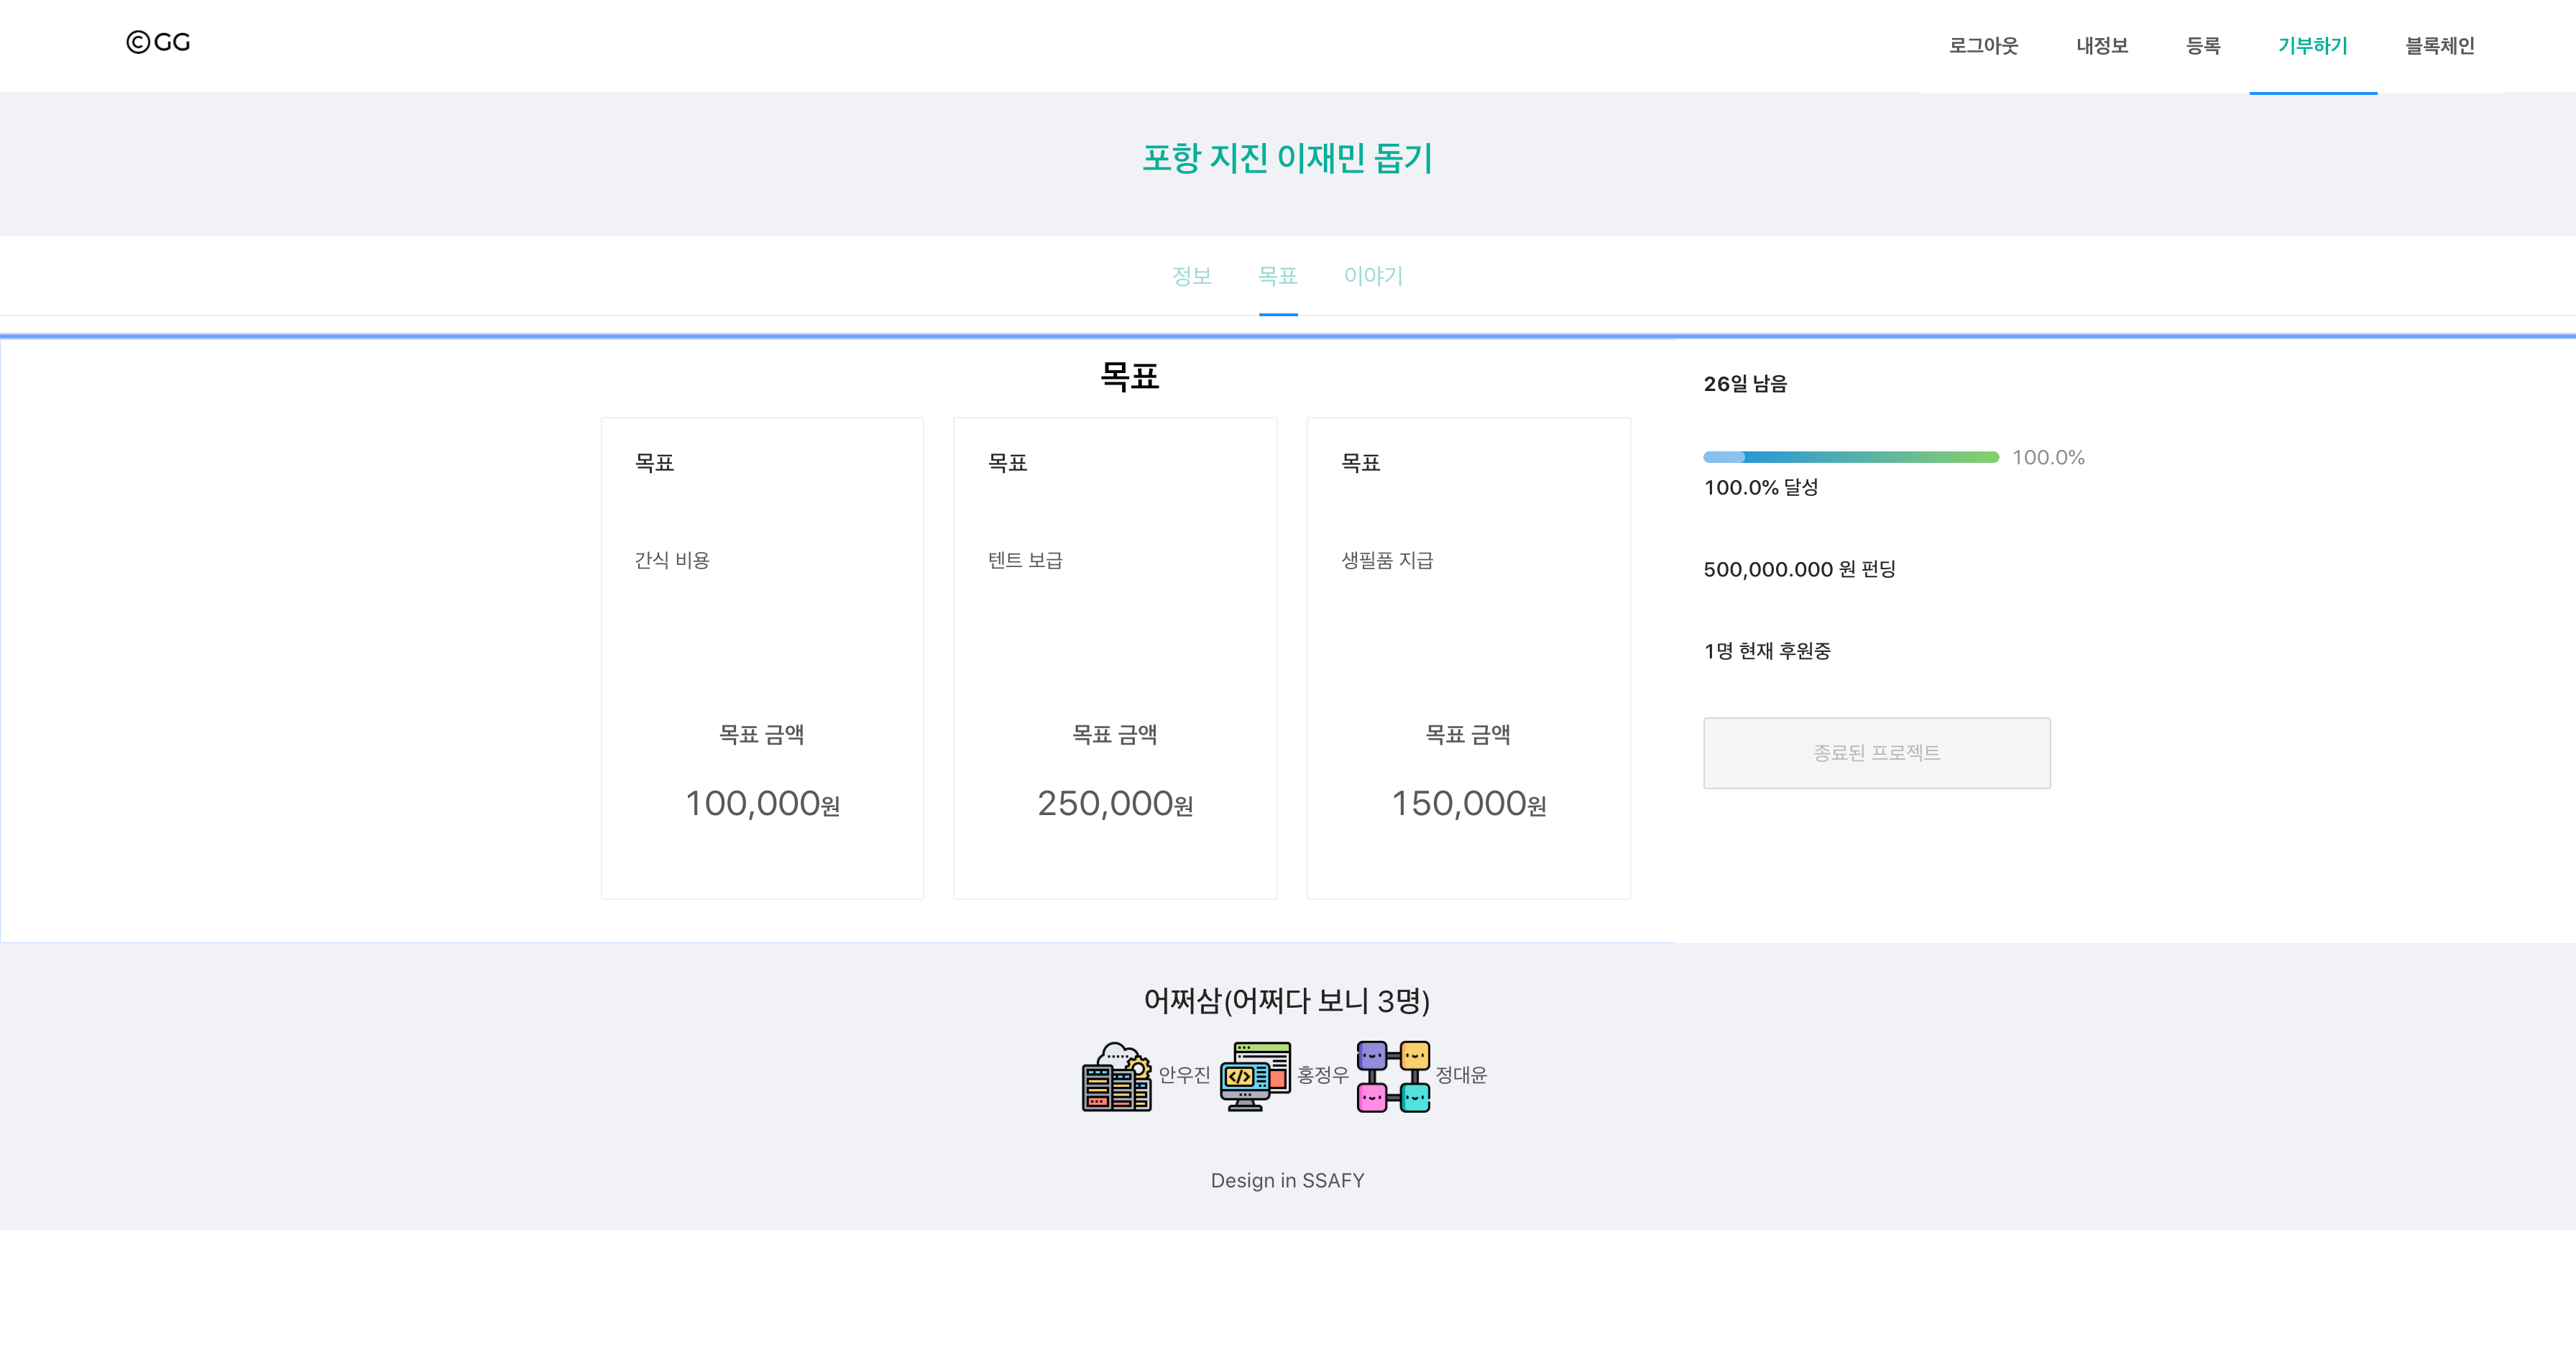 ©GG
로그아웃 내정보 등록 기부하기 블록체인
포항 지진 이재민 돕기
정보 목표 이야기
목표
목표
간식 비용
목표 금액
100,000원
목표
텐트 보급
목표 금액
250,000원
목표
생필품 지급
목표 금액
150,000원
26일 남음
100.0%
100.0% 달성
500,000.000 원 펀딩
1명 현재 후원중
종료된 프로젝트
어쩌삼(어쩌다 보니 3명)
안우진 홍정우 정대윤
Design in SSAFY